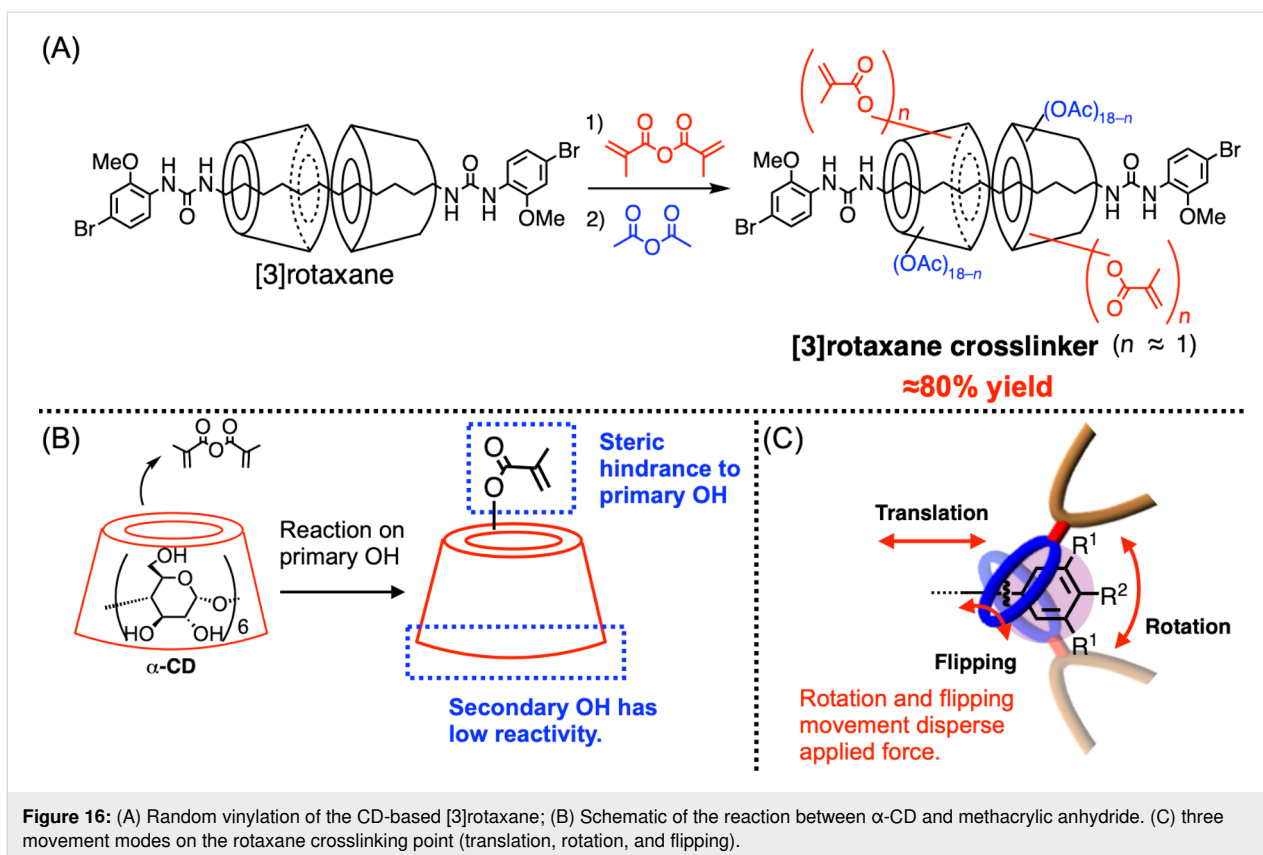 (A)
MeO
Br
H
N
H
N
O
[3]rotaxane
O
N
H
N
H
Br
OMe
1)
O
O
O
2)
O
O
O
O
O
n
(OAc)18–n
MeO
Br
H
N
H
N
O
(OAc)18–n
O
N
H
N
H
Br
OMe
O
O
n
[3]rotaxane crosslinker (n ≈ 1)
≈80% yield
(B)
O
O
O
OH
O
O
HO
OH
6
α-CD
Reaction on
primary OH
O
O
Steric
hindrance to
primary OH
Secondary OH has
low reactivity.
(C)
Translation
R1
R2
R1
Rotation
Flipping
Rotation and flipping
movement disperse
applied force.
Figure 16: (A) Random vinylation of the CD-based [3]rotaxane; (B) Schematic of the reaction between α-CD and methacrylic anhydride. (C) three
movement modes on the rotaxane crosslinking point (translation, rotation, and flipping).